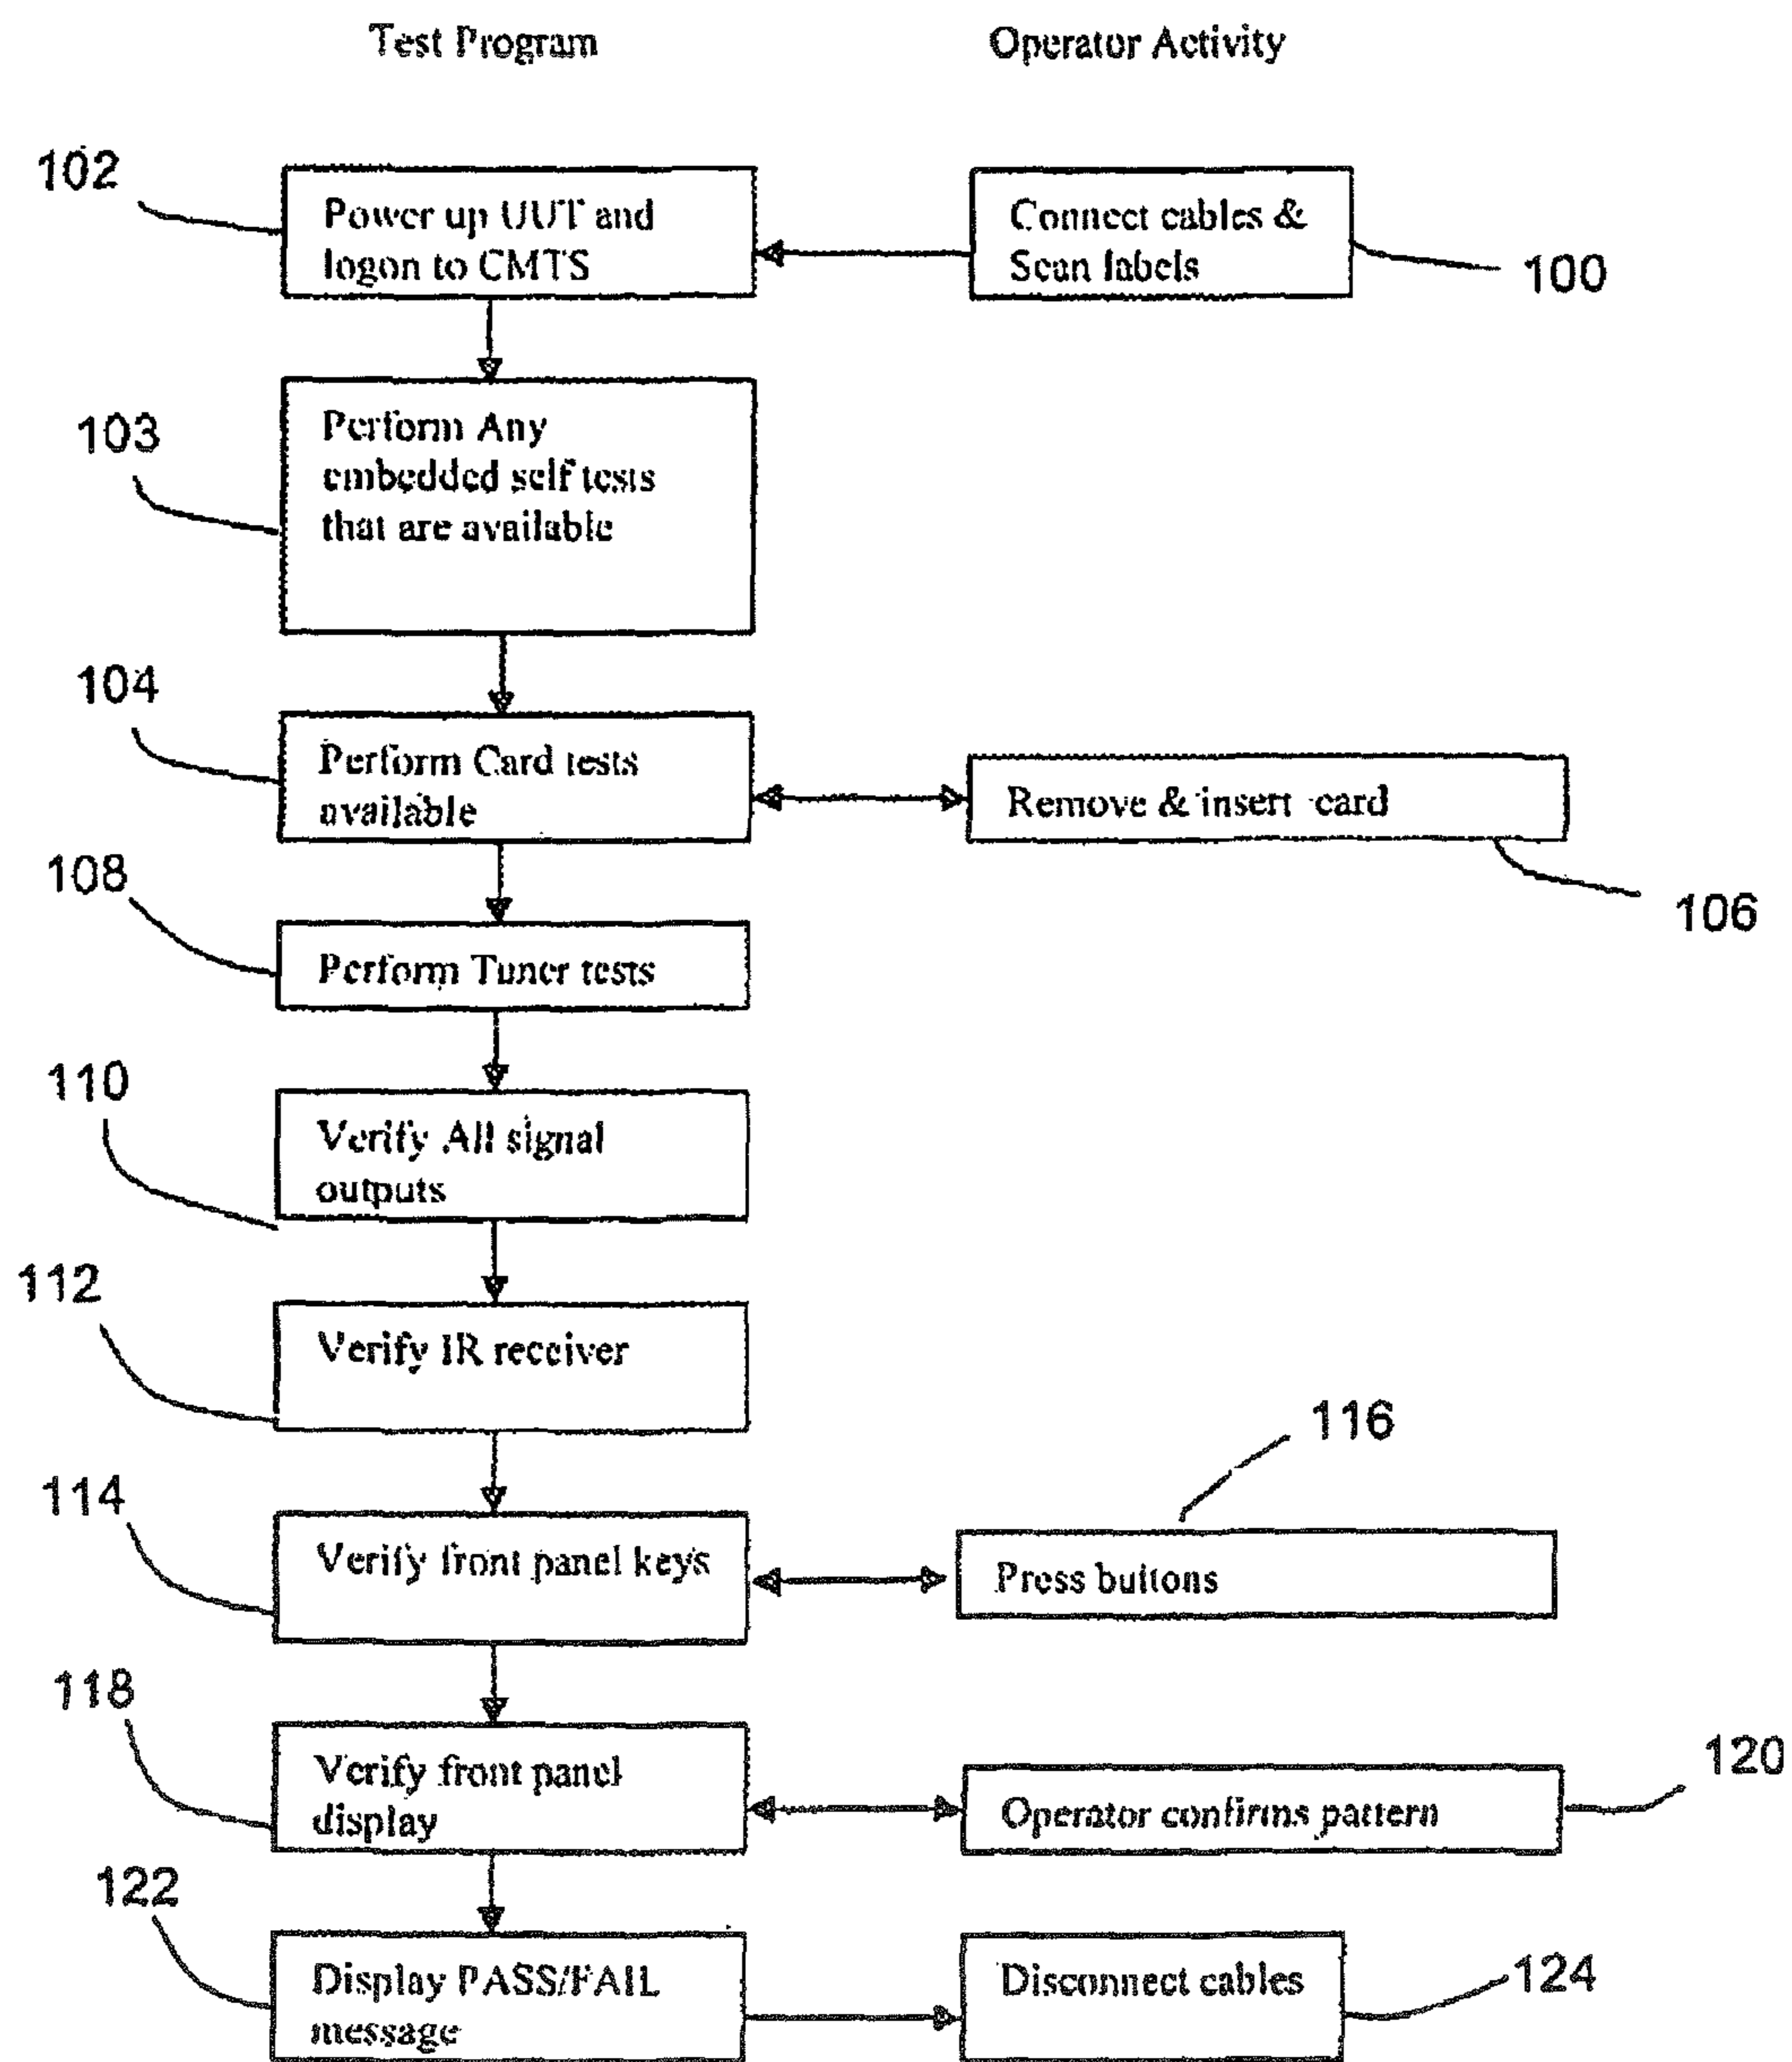 Test Program
Operator Activity
102
Power up UUT and
logon to CMTS
Connect cables &
Scan labels
100
103
Perform Any
embedded self tests
that are available
104
Perform Card tests
available
Remove & insert card
106
108
Perform Tuner tests
110
Verify All signal
outputs
112
Verify IR receiver
114
Verify front panel keys
116
Press buttons
118
Verify front panel
display
120
Operator confirms pattern
122
Display PASS/FAIL
message
Disconnect cables
124